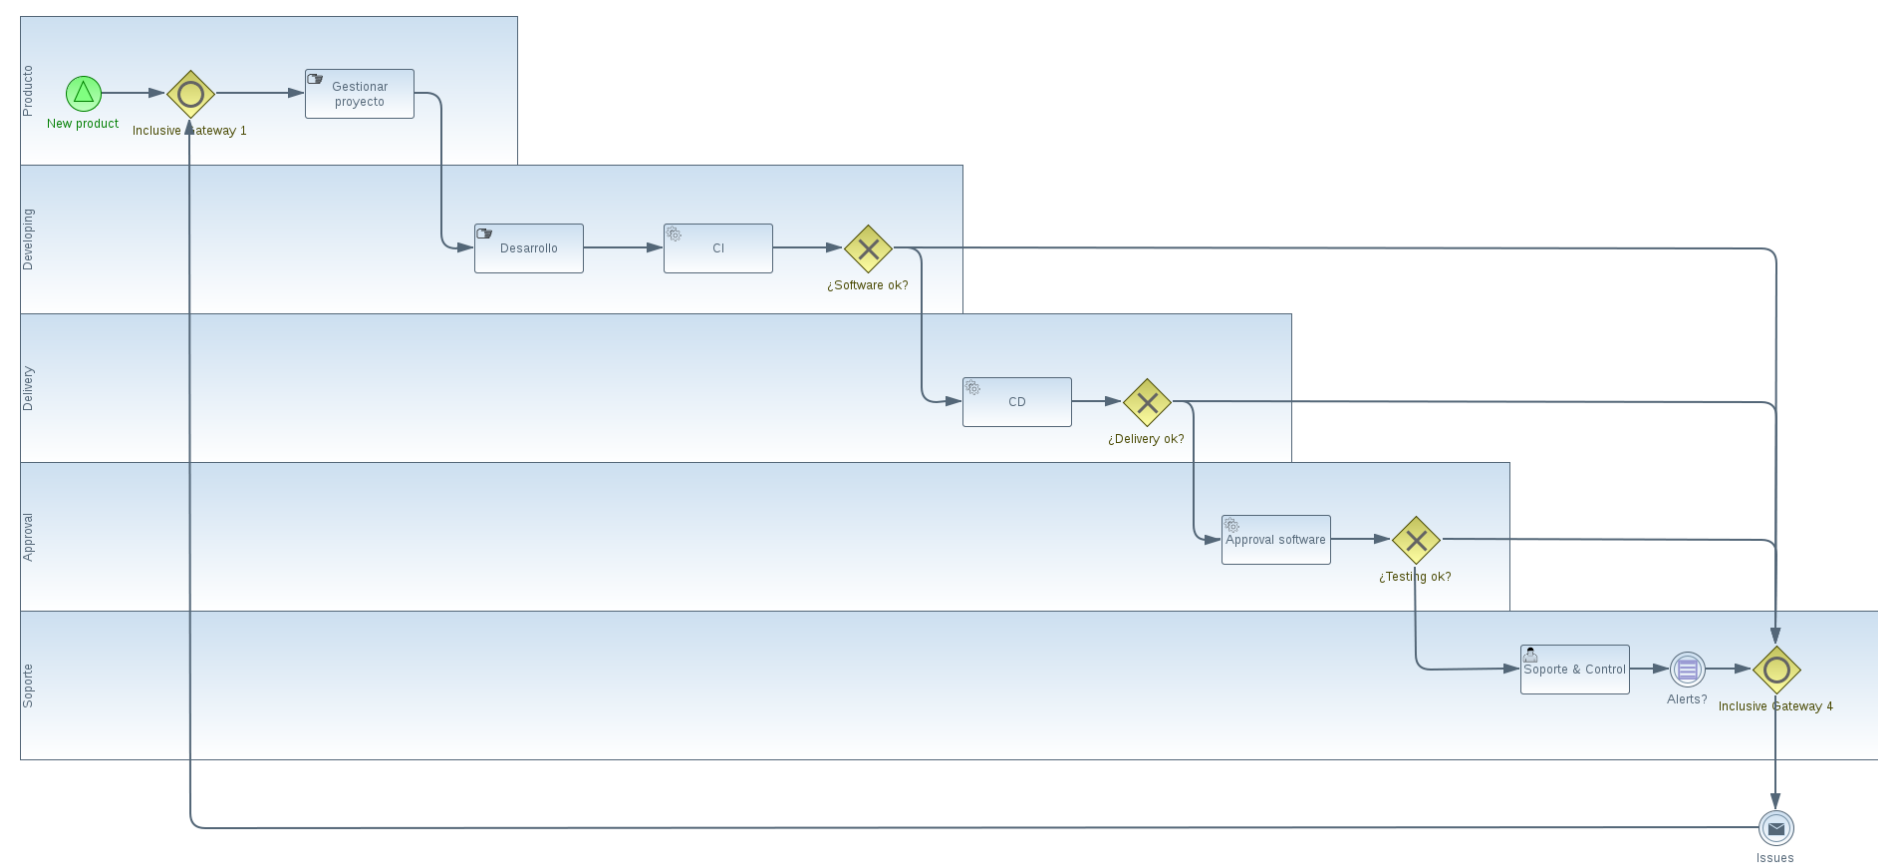 Producto
New product
Inclusive Gateway 1
Gestionar
proyecto
Developing
Desarrollo
CI
¿Software ok?
Delivery
CD
¿Delivery ok?
Approval
Approval software
¿Testing ok?
Soporte
Soporte & Control
Alerts?
Inclusive Gateway 4
Issues